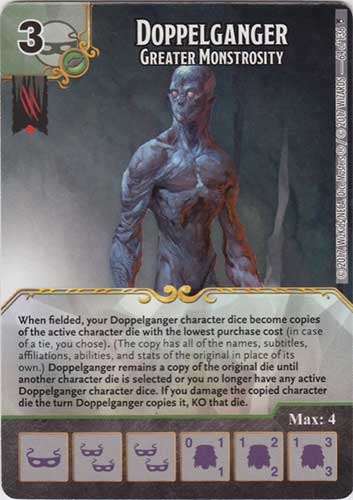 3
DOPPELGANGER
GREATER MONSTROSITY
When fielded, your Doppelganger character dice become copies
of the active character die with the lowest purchase cost (in case
of a tie, you chose). (The copy has all of the names, subtitles,
affiliations, abilities, and stats of the original in place of its
own.) Doppelganger remains a copy of the original die until
another character die is selected or you no longer have any active
Doppelganger character dice. If you damage the copied character
die the turn Doppelganger copies it, KO that die.
Max: 4
0 1 1
1 2 2
1 3 3